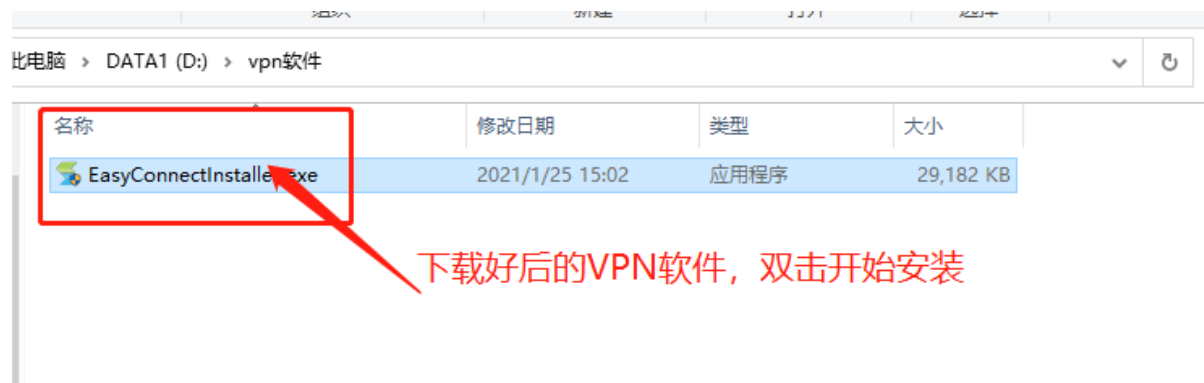 此电脑 › DATA1 (D:) › vpn软件
名称 修改日期 类型 大小
EasyConnectInstaller.exe 2021/1/25 15:02 应用程序 29,182 KB
下载好后的VPN软件，双击开始安装